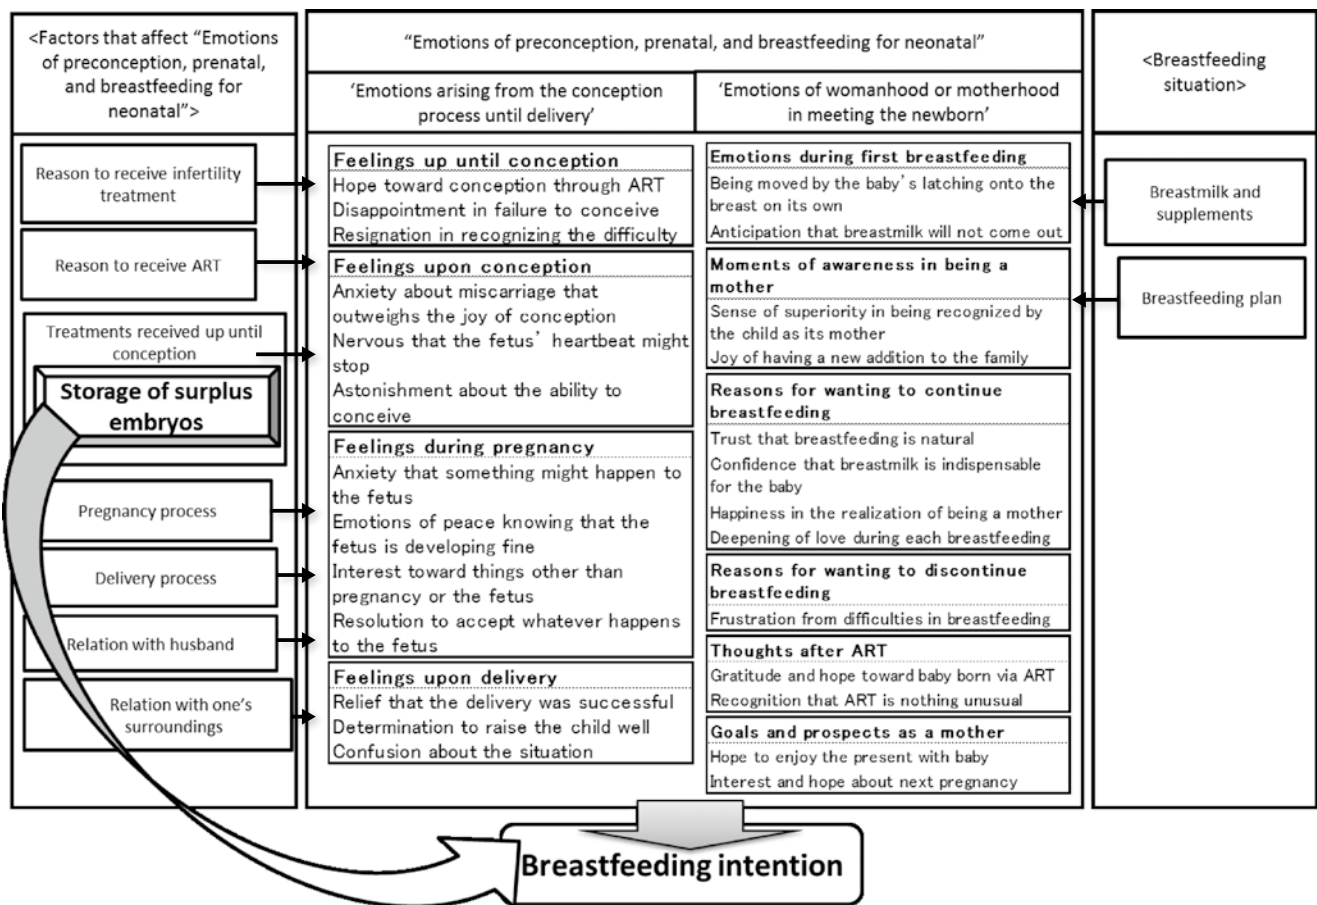 <Factors that affect “Emotions
of preconception, prenatal,
and breastfeeding for
neonatal”>
Reason to receive infertility
treatment
Reason to receive ART
Treatments received up until
conception
Storage of surplus
embryos
Pregnancy process
Delivery process
Relation with husband
Relation with one’s
surroundings
“Emotions of preconception, prenatal, and breastfeeding for neonatal”
‘Emotions arising from the conception
process until delivery’
Feelings up until conception
Hope toward conception through ART
Disappointment in failure to conceive
Resignation in recognizing the difficulty
Feelings upon conception
Anxiety about miscarriage that
outweighs the joy of conception
Nervous that the fetus’ heartbeat might
stop
Astonishment about the ability to
conceive
Feelings during pregnancy
Anxiety that something might happen to
the fetus
Emotions of peace knowing that the
fetus is developing fine
Interest toward things other than
pregnancy or the fetus
Resolution to accept whatever happens
to the fetus
Feelings upon delivery
Relief that the delivery was successful
Determination to raise the child well
Confusion about the situation
‘Emotions of womanhood or motherhood
in meeting the newborn’
Emotions during first breastfeeding
Being moved by the baby’s latching onto the
breast on its own
Anticipation that breastmilk will not come out
Moments of awareness in being a
mother
Sense of superiority in being recognized by
the child as its mother
Joy of having a new addition to the family
Reasons for wanting to continue
breastfeeding
Trust that breastfeeding is natural
Confidence that breastmilk is indispensable
for the baby
Happiness in the realization of being a mother
Deepening of love during each breastfeeding
Reasons for wanting to discontinue
breastfeeding
Frustration from difficulties in breastfeeding
Thoughts after ART
Gratitude and hope toward baby born via ART
Recognition that ART is nothing unusual
Goals and prospects as a mother
Hope to enjoy the present with baby
Interest and hope about next pregnancy
<Breastfeeding
situation>
Breastmilk and
supplements
Breastfeeding plan
Breastfeeding intention